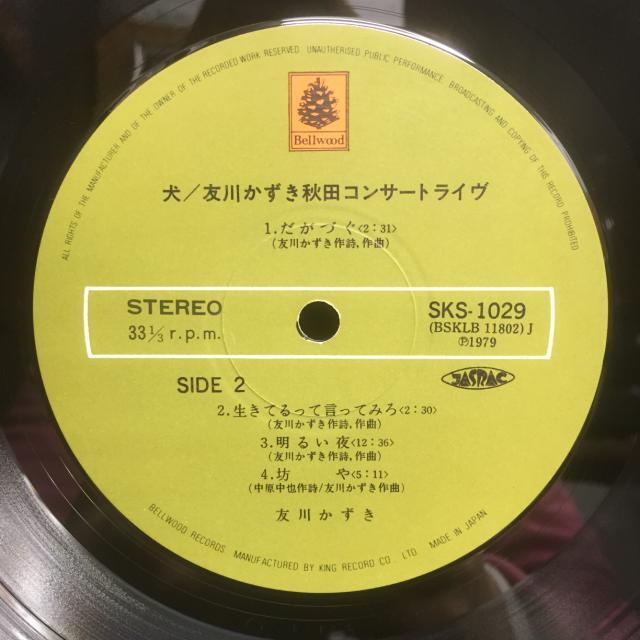 ALL RIGHTS OF THE MANUFACTURER AND OF THE OWNER OF THE RECORDED WORK RESERVED UNAUTHORISED PUBLIC PERFORMANCE BROADCASTING AND COPYING OF THIS RECORD PROHIBITED
Bellwood
犬／友川かずき秋田コンサートライヴ
1.だがづぐ<2:31>
(友川かずき作詩,作曲)
STEREO
33 1/3 r.p.m.
SKS-1029
(BSKLB 11802) J
℗1979
SIDE 2
JASRAC
2.生きてるって言ってみろ<2:30>
(友川かずき作詩,作曲)
3.明るい夜<12:36>
(友川かずき作詩,作曲)
4.坊　や<5:11>
(中原中也作詩/友川かずき作曲)
友川かずき
BELLWOOD RECORDS MANUFACTURED BY KING RECORD CO., LTD. MADE IN JAPAN